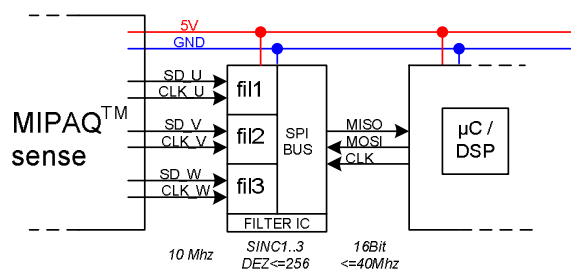 5V
GND
MIPAQ™
sense
SD_U
CLK_U
SD_V
CLK_V
SD_W
CLK_W
fil1
fil2
fil3
SPI
BUS
FILTER IC
MISO
MOSI
CLK
µC /
DSP
10 Mhz
SINC1..3
DEZ<=256
16Bit
<=40Mhz